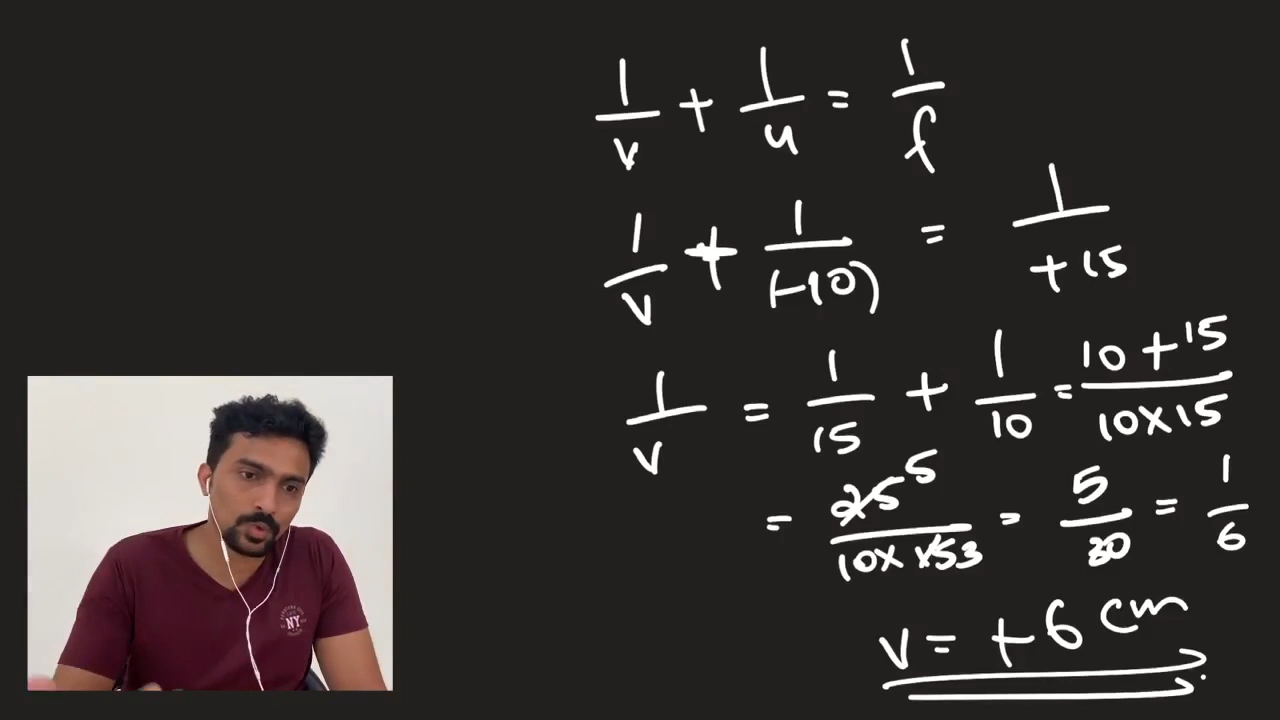 1/v + 1/u = 1/f
1/v + 1/(-10) = 1/+15
1/v = 1/15 + 1/10 = 10 + 15/10×15
= 25 5/10× 15 3 = 5/30 = 1/6
v = +6 cm
NY